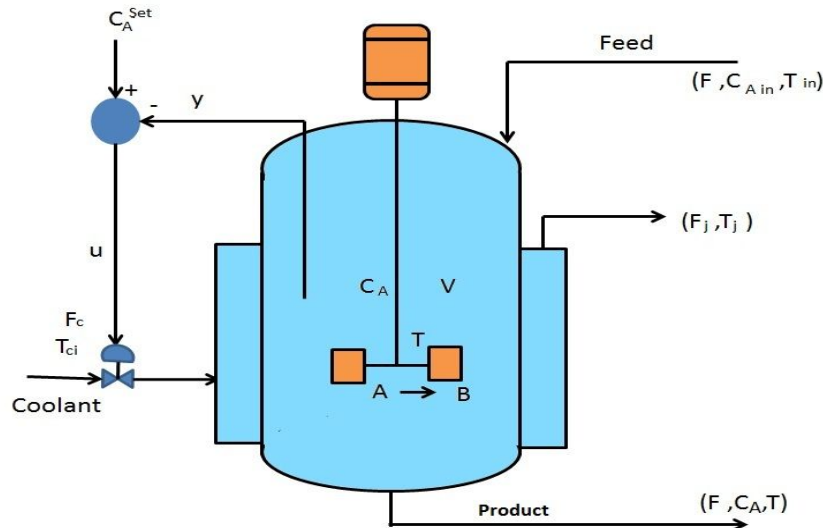 C_A^Set
+
-
y
Feed
(F ,C_A in ,T in)
(F_j ,T_j )
u
C_A
V
F_c
T_ci
T
A
B
Coolant
Product
(F ,C_A,T)